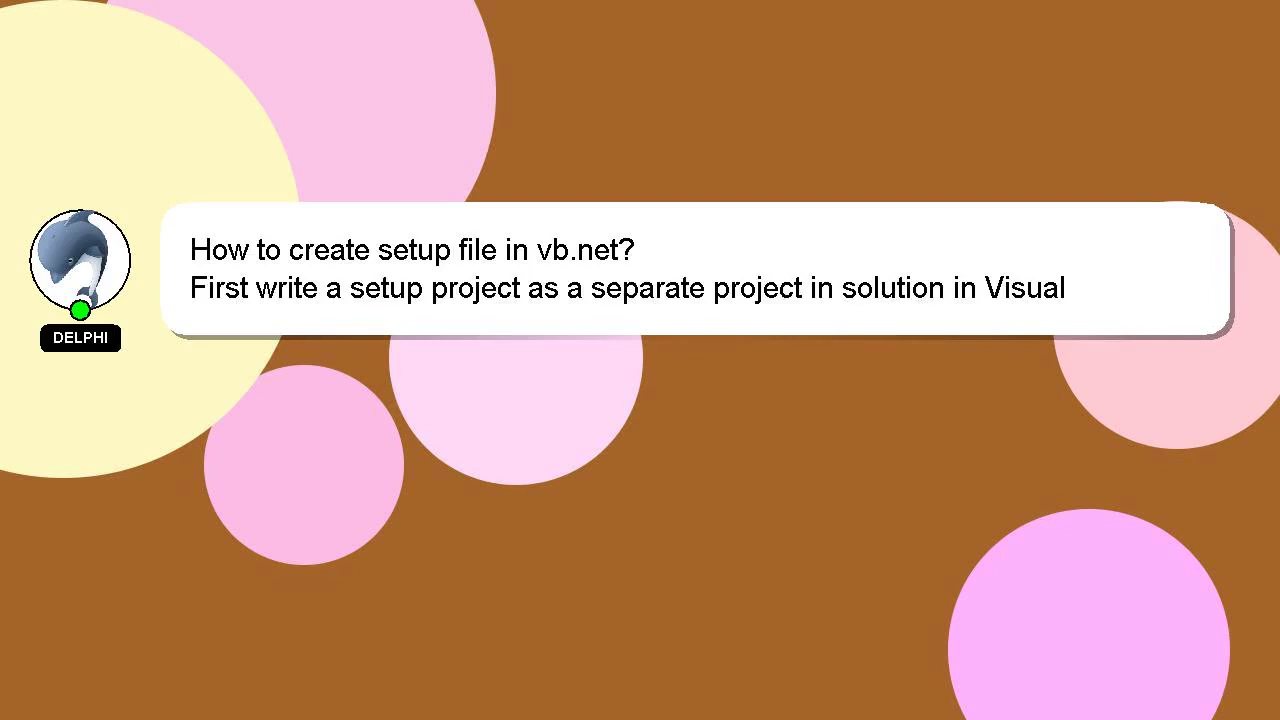 How to create setup file in vb.net?
First write a setup project as a separate project in solution in Visual
DELPHI